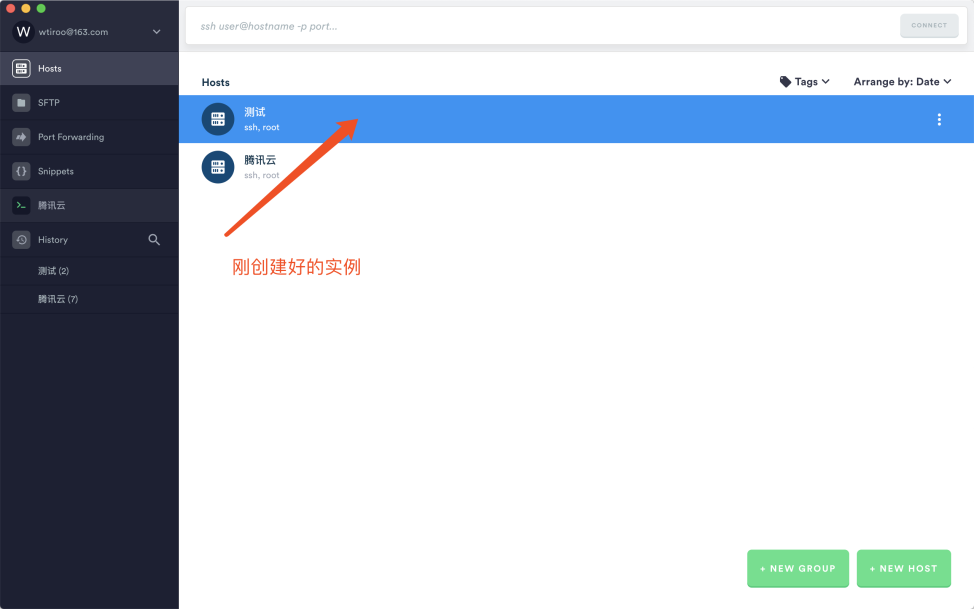 W wtiroo@163.com
Hosts
SFTP
Port Forwarding
{} Snippets
>_ 腾讯云
History
测试 (2)
腾讯云 (7)
ssh user@hostname -p port...
CONNECT
Hosts
Tags
Arrange by: Date
测试
ssh, root
腾讯云
ssh, root
刚创建好的实例
+ NEW GROUP
+ NEW HOST